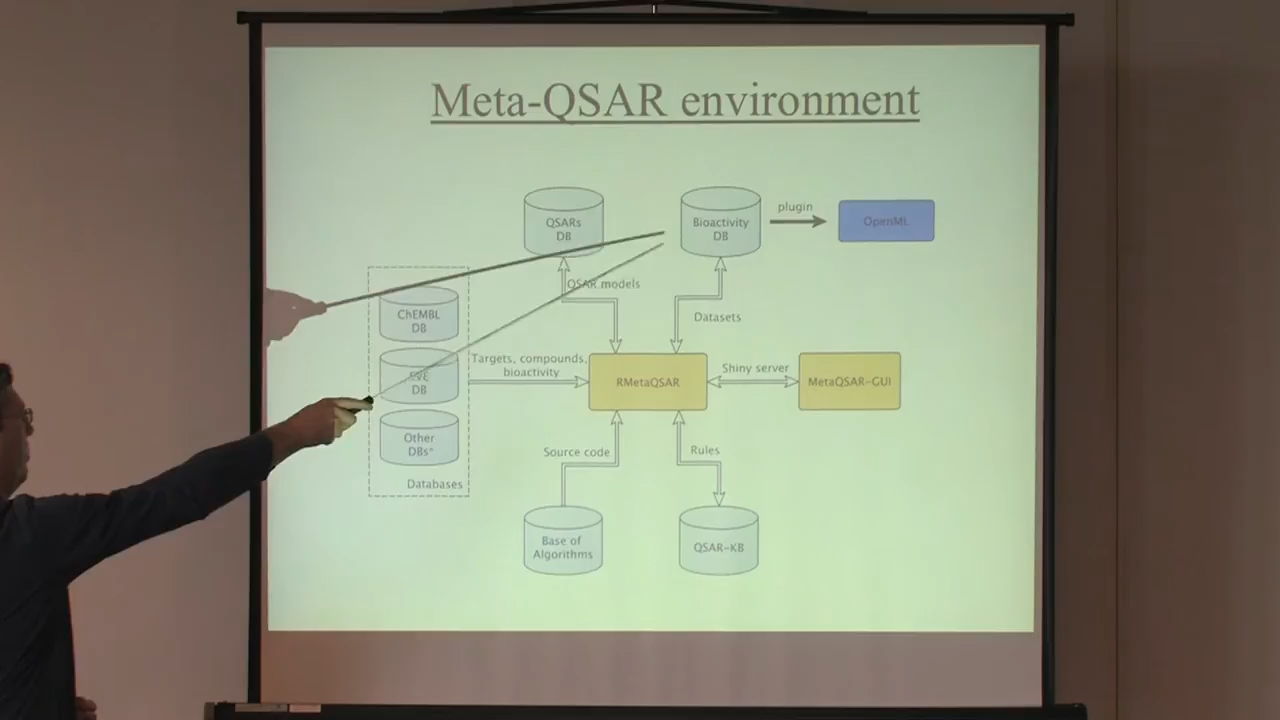 Meta-QSAR environment
QSARs
DB
Bioactivity
DB
plugin
OpenML
QSAR models
Datasets
ChEMBL
DB
DB
Other
DBs*
Databases
Targets, compounds,
bioactivity
RMetaQSAR
Shiny server
MetaQSAR-GUI
Source code
Rules
Base of
Algorithms
QSAR-KB